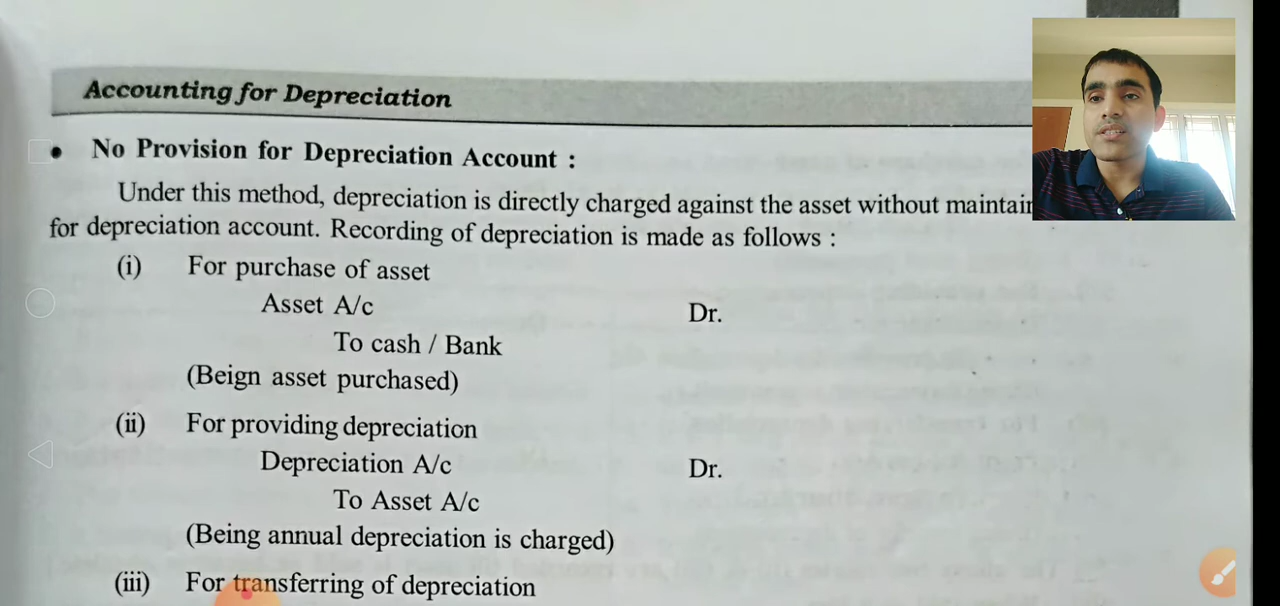 Accounting for Depreciation
• No Provision for Depreciation Account :
Under this method, depreciation is directly charged against the asset without
for depreciation account. Recording of depreciation is made as follows :
(i) For purchase of asset
Asset A/c Dr.
To cash / Bank
(Beign asset purchased)
(ii) For providing depreciation
Depreciation A/c Dr.
To Asset A/c
(Being annual depreciation is charged)
(iii) For transferring of depreciation